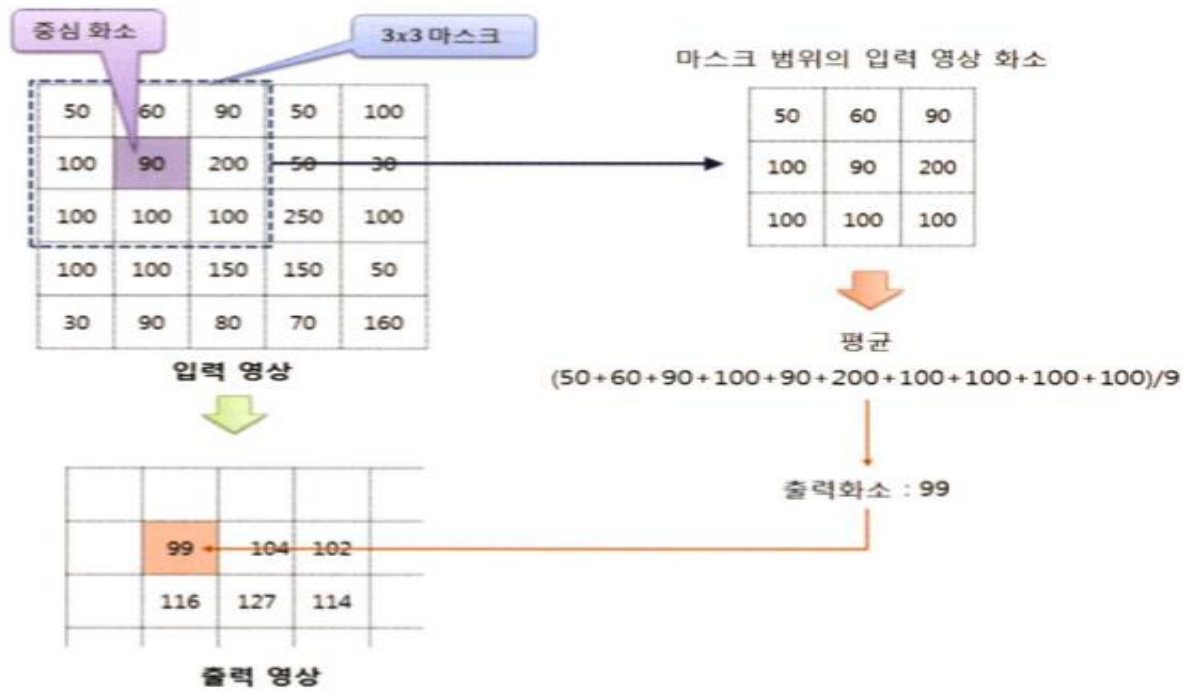 중심 화소
3x3 마스크
마스크 범위의 입력 영상 화소
50 60 90 50 100
100 90 200 50 30
100 100 100 250 100
100 100 150 150 50
30 90 80 70 160
입력 영상
50 60 90
100 90 200
100 100 100
평균
(50+60+90+100+90+200+100+100+100+100)/9
출력화소 : 99
99 104 102
116 127 114
출력 영상